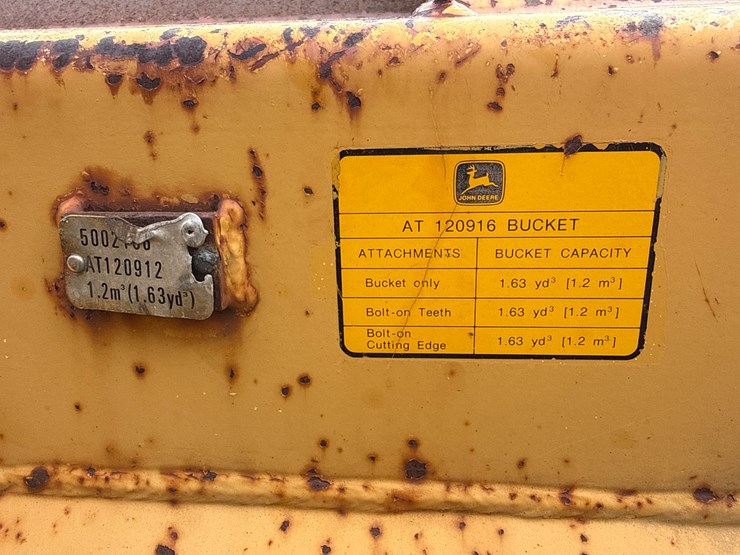 AT120912
1.2m³(1.63yd³)
JOHN DEERE
AT 120916 BUCKET
ATTACHMENTS BUCKET CAPACITY
Bucket only 1.63 yd³ [1.2 m³]
Bolt-on Teeth 1.63 yd³ [1.2 m³]
Bolt-on
Cutting Edge 1.63 yd³ [1.2 m³]